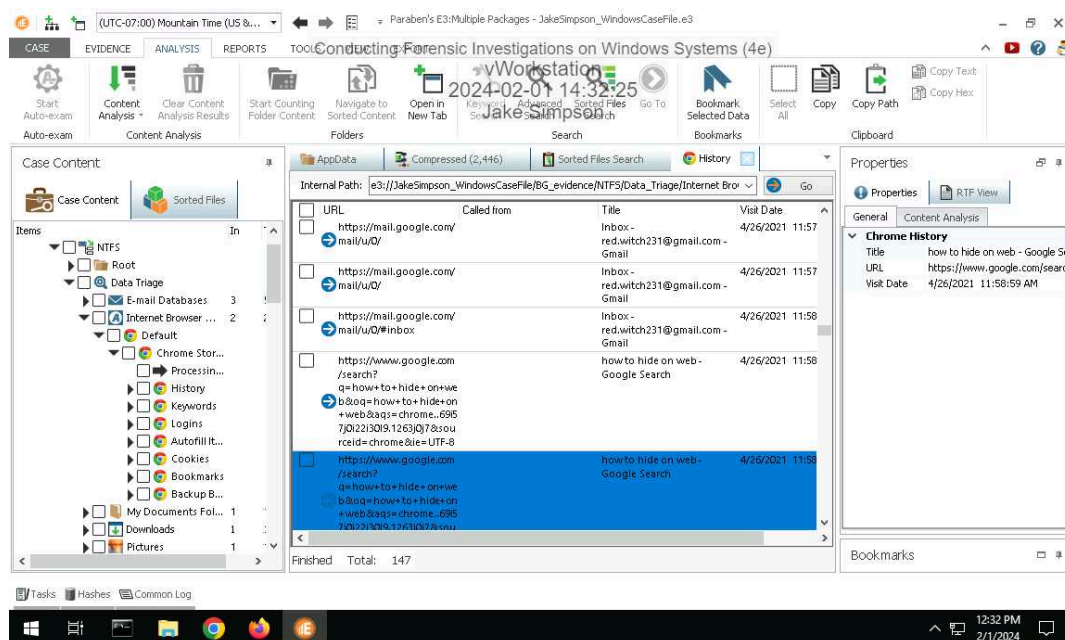 (UTC-07:00) Mountain Time (US &...
Paraben's E3:Multiple Packages - JakeSimpson_WindowsCaseFile.e3
CASE EVIDENCE ANALYSIS REPORTS TOOLS
Conducting Forensic Investigations on Windows Systems (4e)
vWorkstation
2024-02-01 14:32:25
Jake Simpson
Start Auto-exam
Content Analysis
Clear Content Analysis Results
Start Counting Folder Content
Navigate to Sorted Content
Open in New Tab
Advanced Search
Sorted Files Search
Go To
Bookmark Selected Data
Select All
Copy
Copy Path
Copy Text
Copy Hex
Auto-exam Content Analysis Folders Search Bookmarks Clipboard
Case Content
Case Content Sorted Files
Items In
NTFS
Root
Data Triage
E-mail Databases 3
Internet Browser ... 2
Default
Chrome Stor...
Processin...
History
Keywords
Logins
Autofill It...
Cookies
Bookmarks
Backup B...
My Documents Fol... 1
Downloads 1
Pictures 1
AppData Compressed (2,446) Sorted Files Search History
Internal Path: e3://JakeSimpson_WindowsCaseFile/BG_evidence/NTFS/Data_Triage/Internet Bro Go
URL Called from Title Visit Date
https://mail.google.com/ Inbox - 4/26/2021 11:57
mail/u/0/ red.witch231@gmail.com -
Gmail
https://mail.google.com/ Inbox - 4/26/2021 11:57
mail/u/0/ red.witch231@gmail.com -
Gmail
https://mail.google.com/ Inbox - 4/26/2021 11:58
mail/u/0/#inbox red.witch231@gmail.com -
Gmail
https://www.google.com how to hide on web - 4/26/2021 11:58
/search? Google Search
q=how+to+hide+on+we
b&oq=how+to+hide+on
+web&aqs=chrome..69i5
7j0i22i30l9.1263j0j7&sou
rceid=chrome&ie=UTF-8
https://www.google.com how to hide on web - 4/26/2021 11:58
/search? Google Search
q=how+to+hide+on+we
b&oq=how+to+hide+on
+web&aqs=chrome..69i5
7j0i22i30l9.1263j0j7&sou
Finished Total: 147
Properties
Properties RTF View
General Content Analysis
Chrome History
Title how to hide on web - Google S
URL https://www.google.com/searc
Visit Date 4/26/2021 11:58:59 AM
Bookmarks
Tasks Hashes Common Log
12:32 PM
2/1/2024